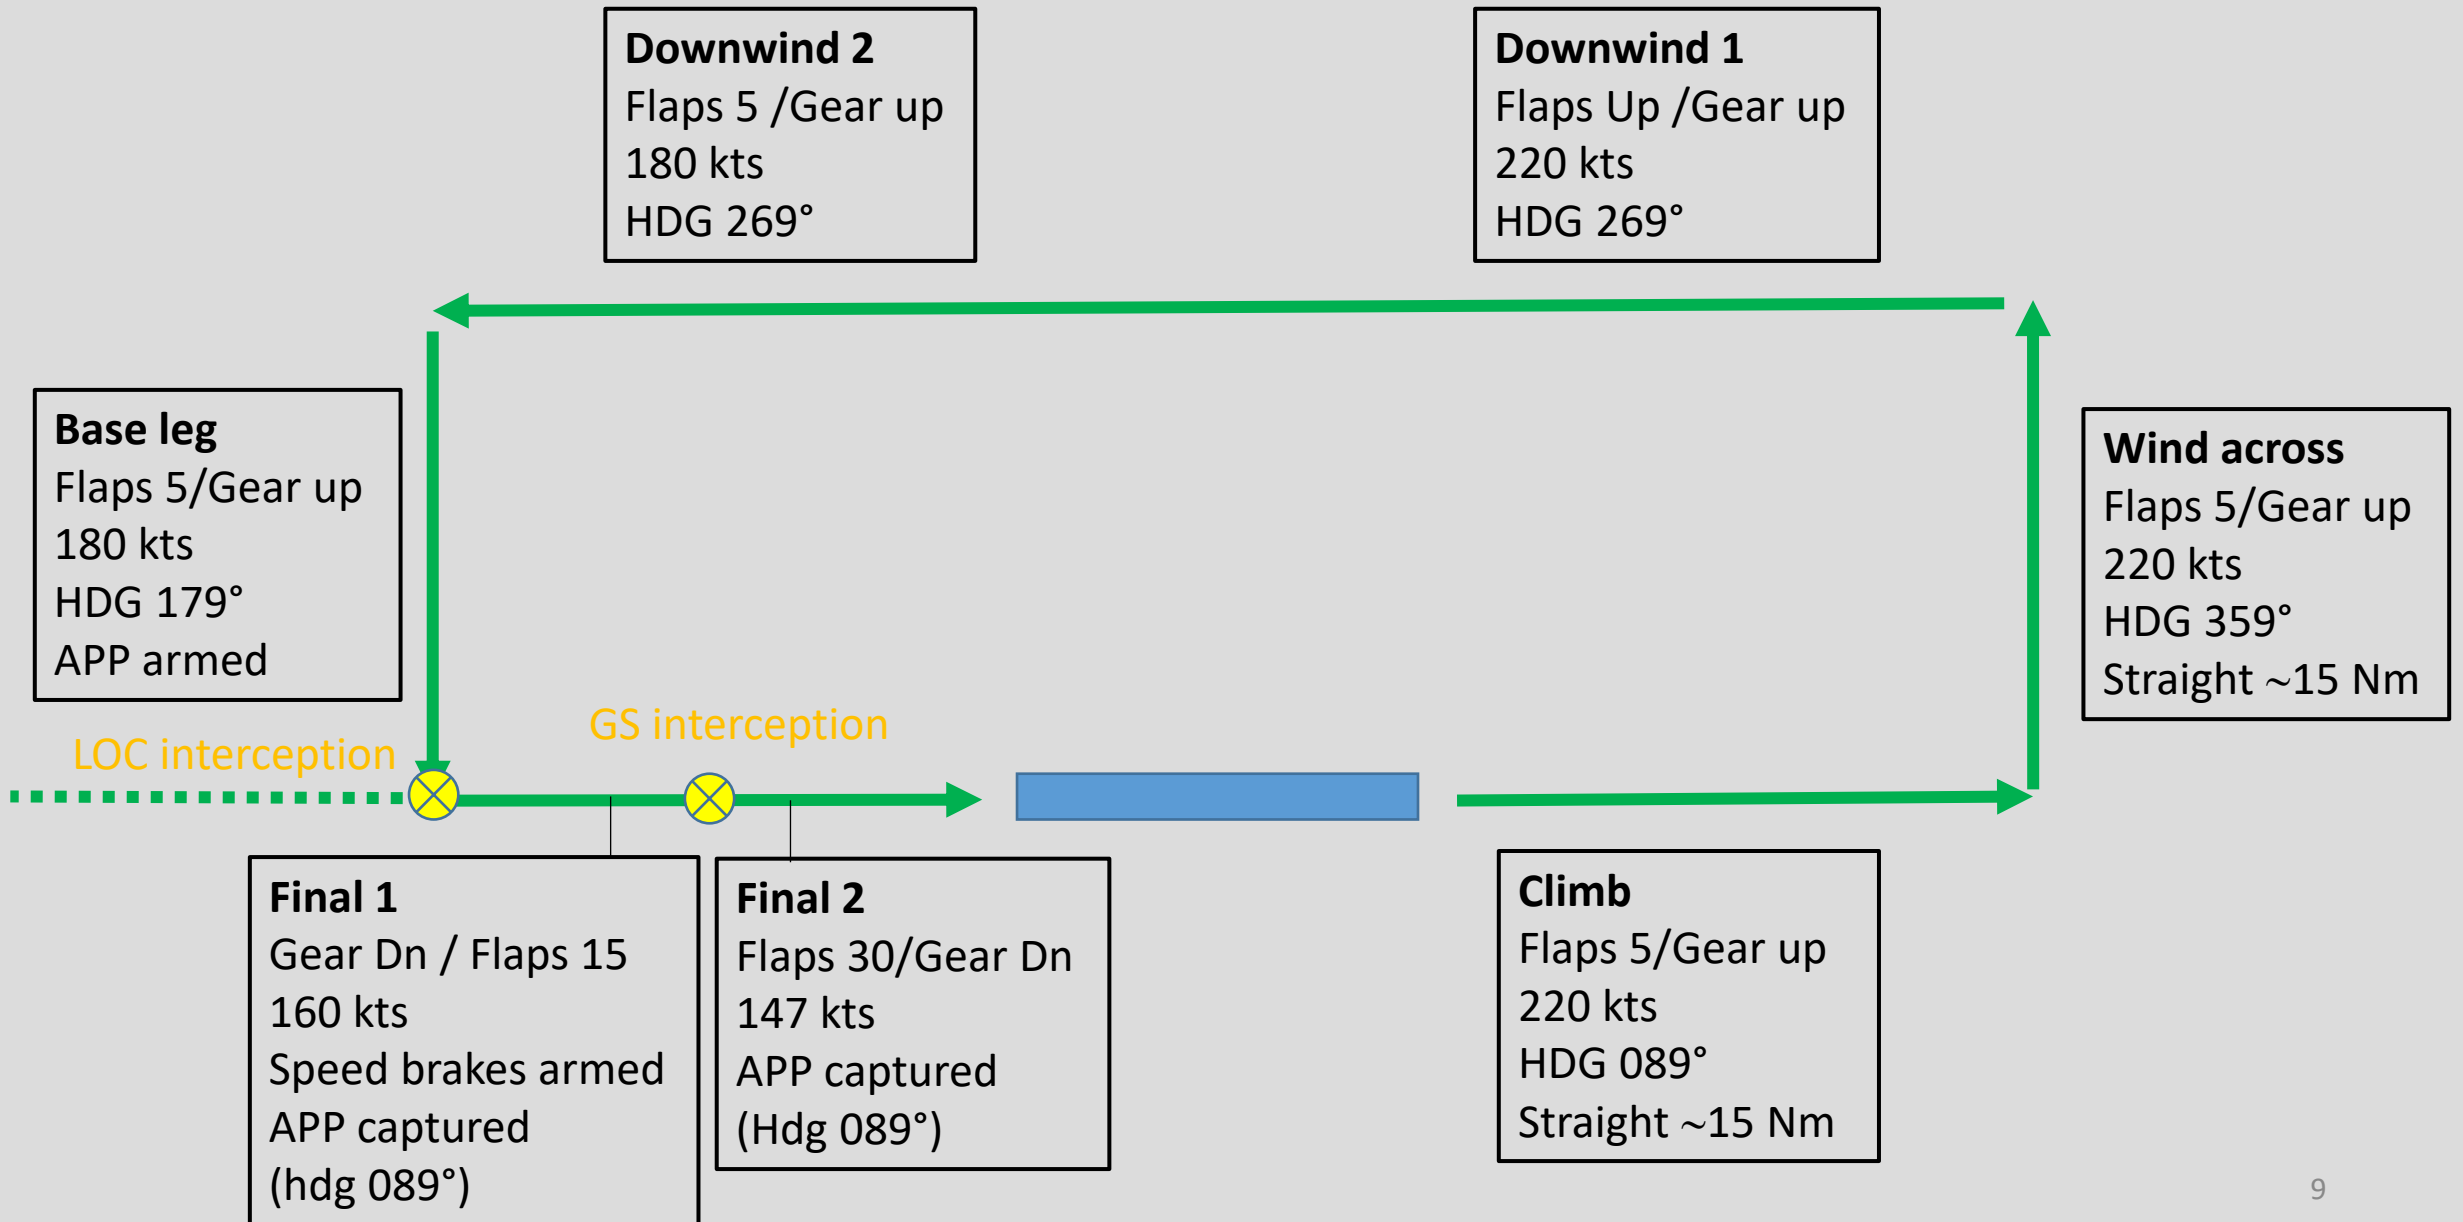 Downwind 2
Flaps 5 /Gear up
180 kts
HDG 269°
Downwind 1
Flaps Up /Gear up
220 kts
HDG 269°
Base leg
Flaps 5/Gear up
180 kts
HDG 179°
APP armed
Wind across
Flaps 5/Gear up
220 kts
HDG 359°
Straight ~15 Nm
LOC interception
GS interception
Final 1
Gear Dn / Flaps 15
160 kts
Speed brakes armed
APP captured
(hdg 089°)
Final 2
Flaps 30/Gear Dn
147 kts
APP captured
(Hdg 089°)
Climb
Flaps 5/Gear up
220 kts
HDG 089°
Straight ~15 Nm
9